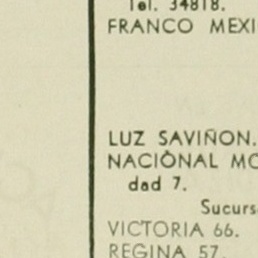 Tel. 34818.
FRANCO MEXI
LUZ SAVIÑON.
NACIONAL MO
dad 7.
Sucurs
VICTORIA 66.
REGINA 57.